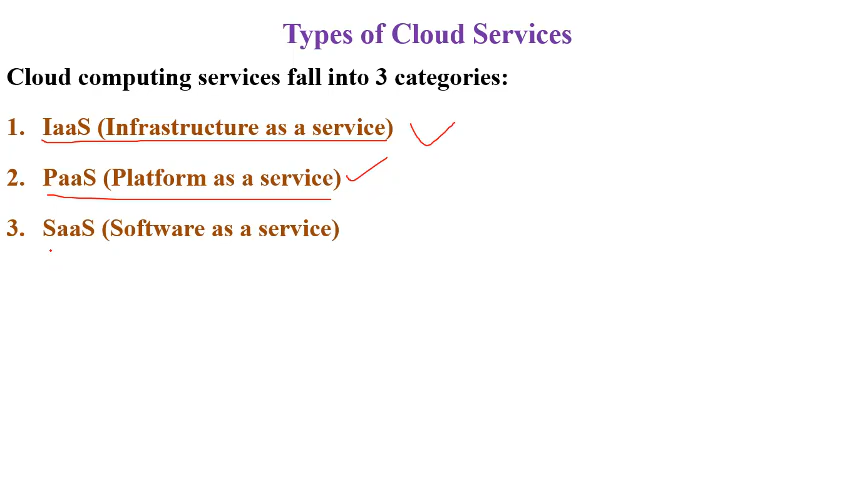 Types of Cloud Services
Cloud computing services fall into 3 categories:
1. IaaS (Infrastructure as a service)
2. PaaS (Platform as a service)
3. SaaS (Software as a service)